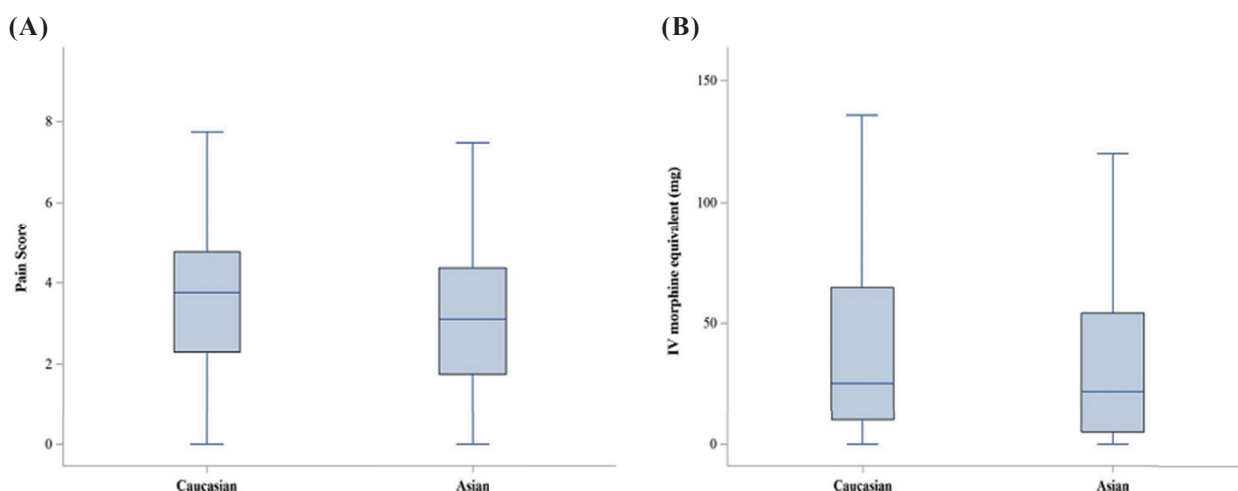 (A)
(B)
8
6
4
2
0
Pain Score
Caucasian
Asian
150
100
50
0
IV morphine equivalent (mg)
Caucasian
Asian